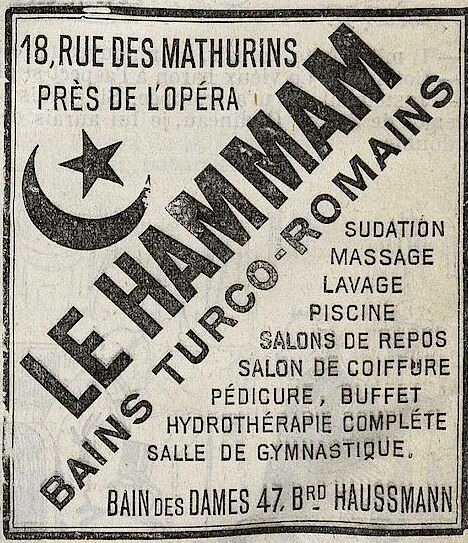 18, RUE DES MATHURINS
PRÈS DE L'OPÉRA
LE HAMMAM
BAINS TURCO-ROMAINS
SUDATION
MASSAGE
LAVAGE
PISCINE
SALONS DE REPOS
SALON DE COIFFURE
PÉDICURE, BUFFET
HYDROTHÉRAPIE COMPLÉTE
SALLE DE GYMNASTIQUE.
BAIN DES DAMES 47, BRD HAUSSMANN